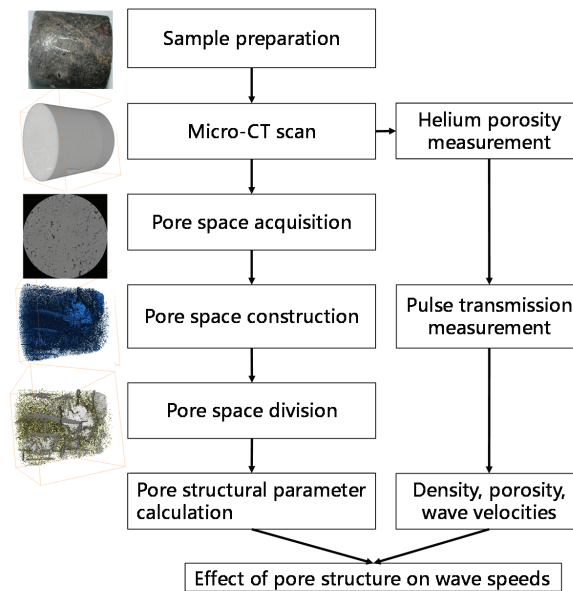 Sample preparation
Micro-CT scan
Helium porosity
measurement
Pore space acquisition
Pore space construction
Pulse transmission
measurement
Pore space division
Pore structural parameter
calculation
Density, porosity,
wave velocities
Effect of pore structure on wave speeds